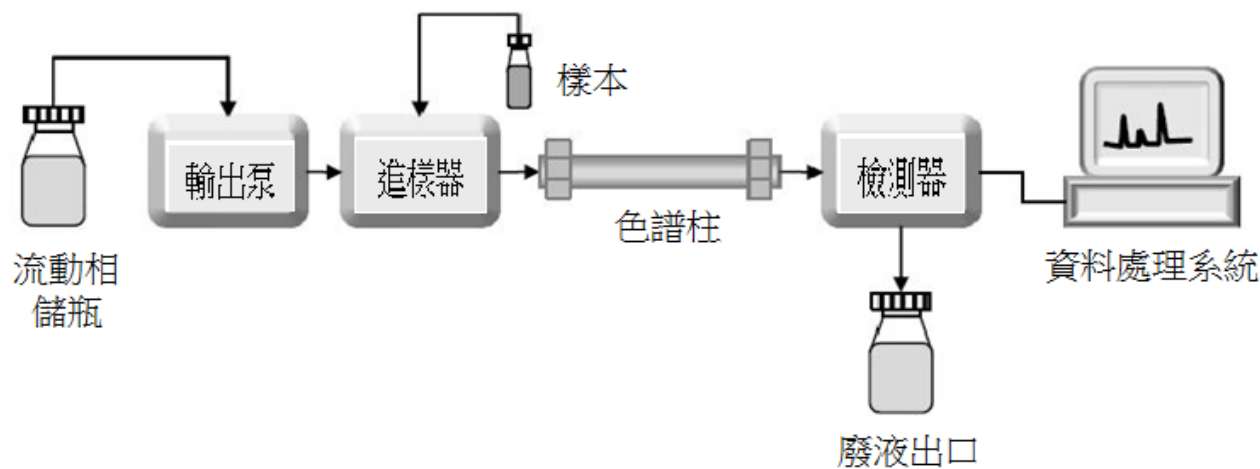 樣本
輸出泵
進樣器
檢測器
色譜柱
流動相
儲瓶
資料處理系統
廢液出口